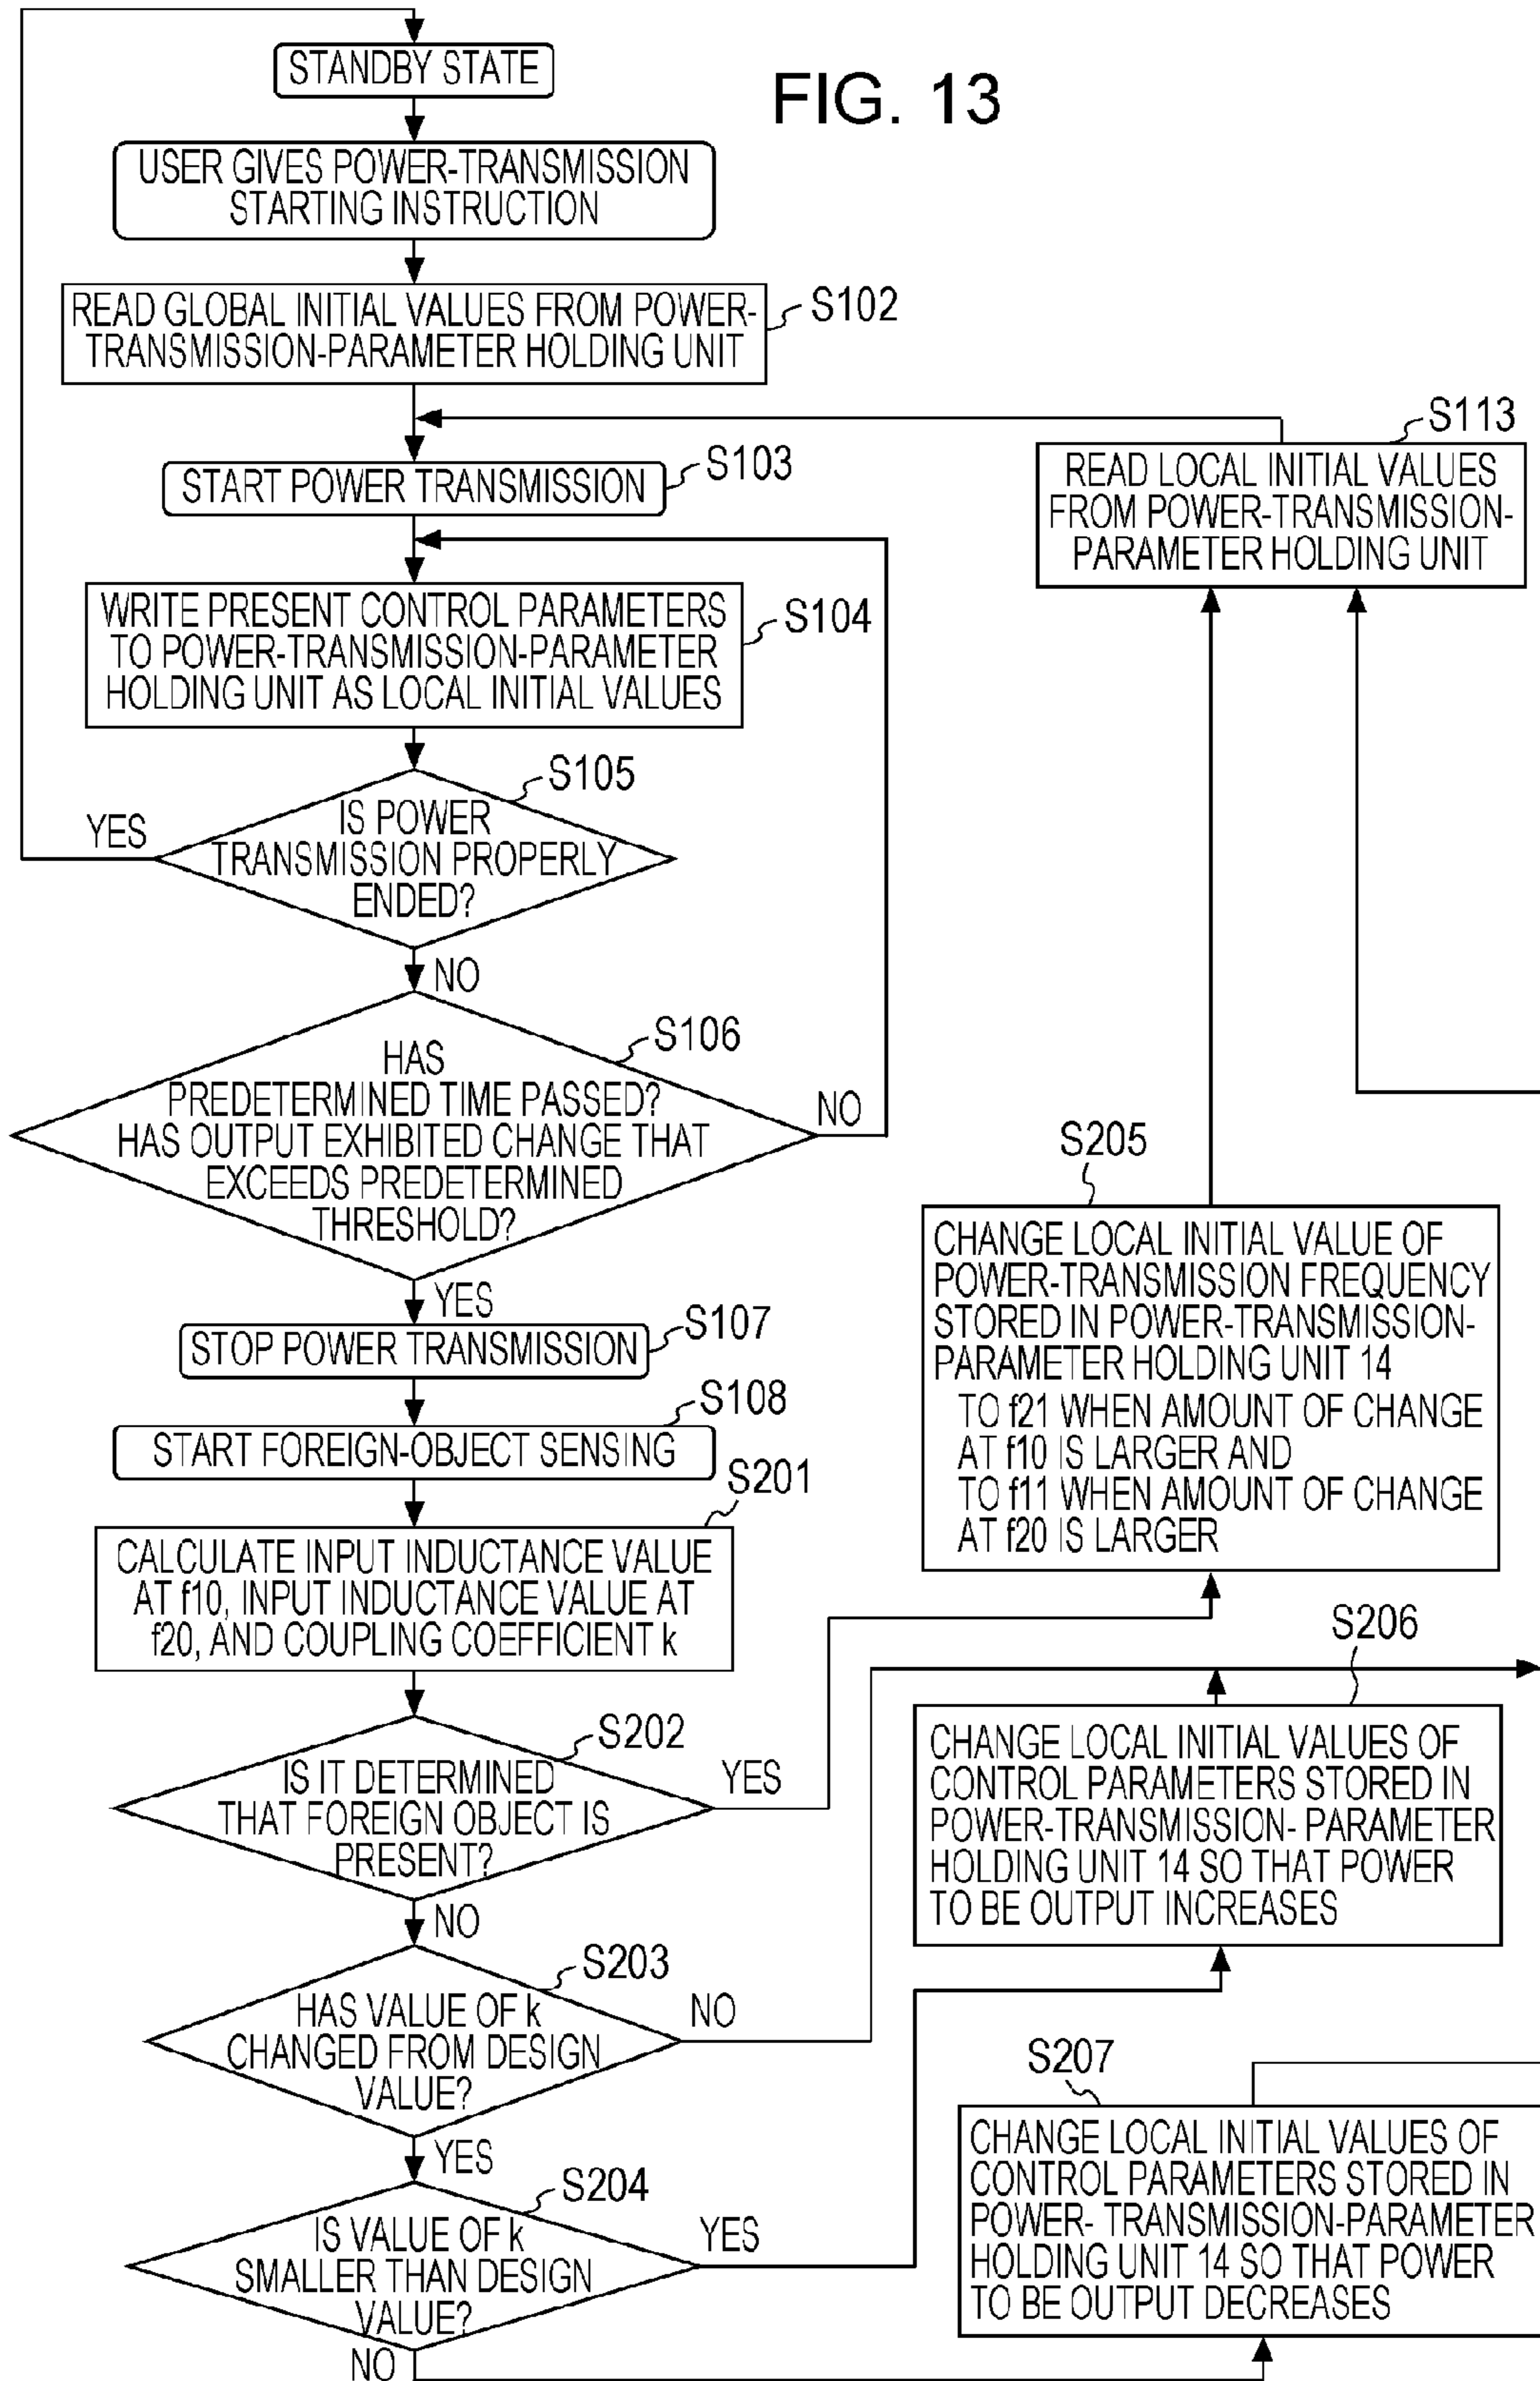 FIG. 13
STANDBY STATE
USER GIVES POWER-TRANSMISSION
STARTING INSTRUCTION
READ GLOBAL INITIAL VALUES FROM POWER-
TRANSMISSION-PARAMETER HOLDING UNIT
S102
START POWER TRANSMISSION
S103
WRITE PRESENT CONTROL PARAMETERS
TO POWER-TRANSMISSION-PARAMETER
HOLDING UNIT AS LOCAL INITIAL VALUES
S104
S105
IS POWER
TRANSMISSION PROPERLY
ENDED?
YES
NO
S106
HAS
PREDETERMINED TIME PASSED?
HAS OUTPUT EXHIBITED CHANGE THAT
EXCEEDS PREDETERMINED
THRESHOLD?
NO
YES
STOP POWER TRANSMISSION
S107
S108
START FOREIGN-OBJECT SENSING
S201
CALCULATE INPUT INDUCTANCE VALUE
AT f10, INPUT INDUCTANCE VALUE AT
f20, AND COUPLING COEFFICIENT k
S202
IS IT DETERMINED
THAT FOREIGN OBJECT IS
PRESENT?
YES
NO
S203
HAS VALUE OF k
CHANGED FROM DESIGN
VALUE?
NO
YES
S204
IS VALUE OF k
SMALLER THAN DESIGN
VALUE?
YES
NO
S113
READ LOCAL INITIAL VALUES
FROM POWER-TRANSMISSION-
PARAMETER HOLDING UNIT
S205
CHANGE LOCAL INITIAL VALUE OF
POWER-TRANSMISSION FREQUENCY
STORED IN POWER-TRANSMISSION-
PARAMETER HOLDING UNIT 14
TO f21 WHEN AMOUNT OF CHANGE
AT f10 IS LARGER AND
TO f11 WHEN AMOUNT OF CHANGE
AT f20 IS LARGER
S206
CHANGE LOCAL INITIAL VALUES OF
CONTROL PARAMETERS STORED IN
POWER-TRANSMISSION- PARAMETER
HOLDING UNIT 14 SO THAT POWER
TO BE OUTPUT INCREASES
S207
CHANGE LOCAL INITIAL VALUES OF
CONTROL PARAMETERS STORED IN
POWER- TRANSMISSION-PARAMETER
HOLDING UNIT 14 SO THAT POWER
TO BE OUTPUT DECREASES